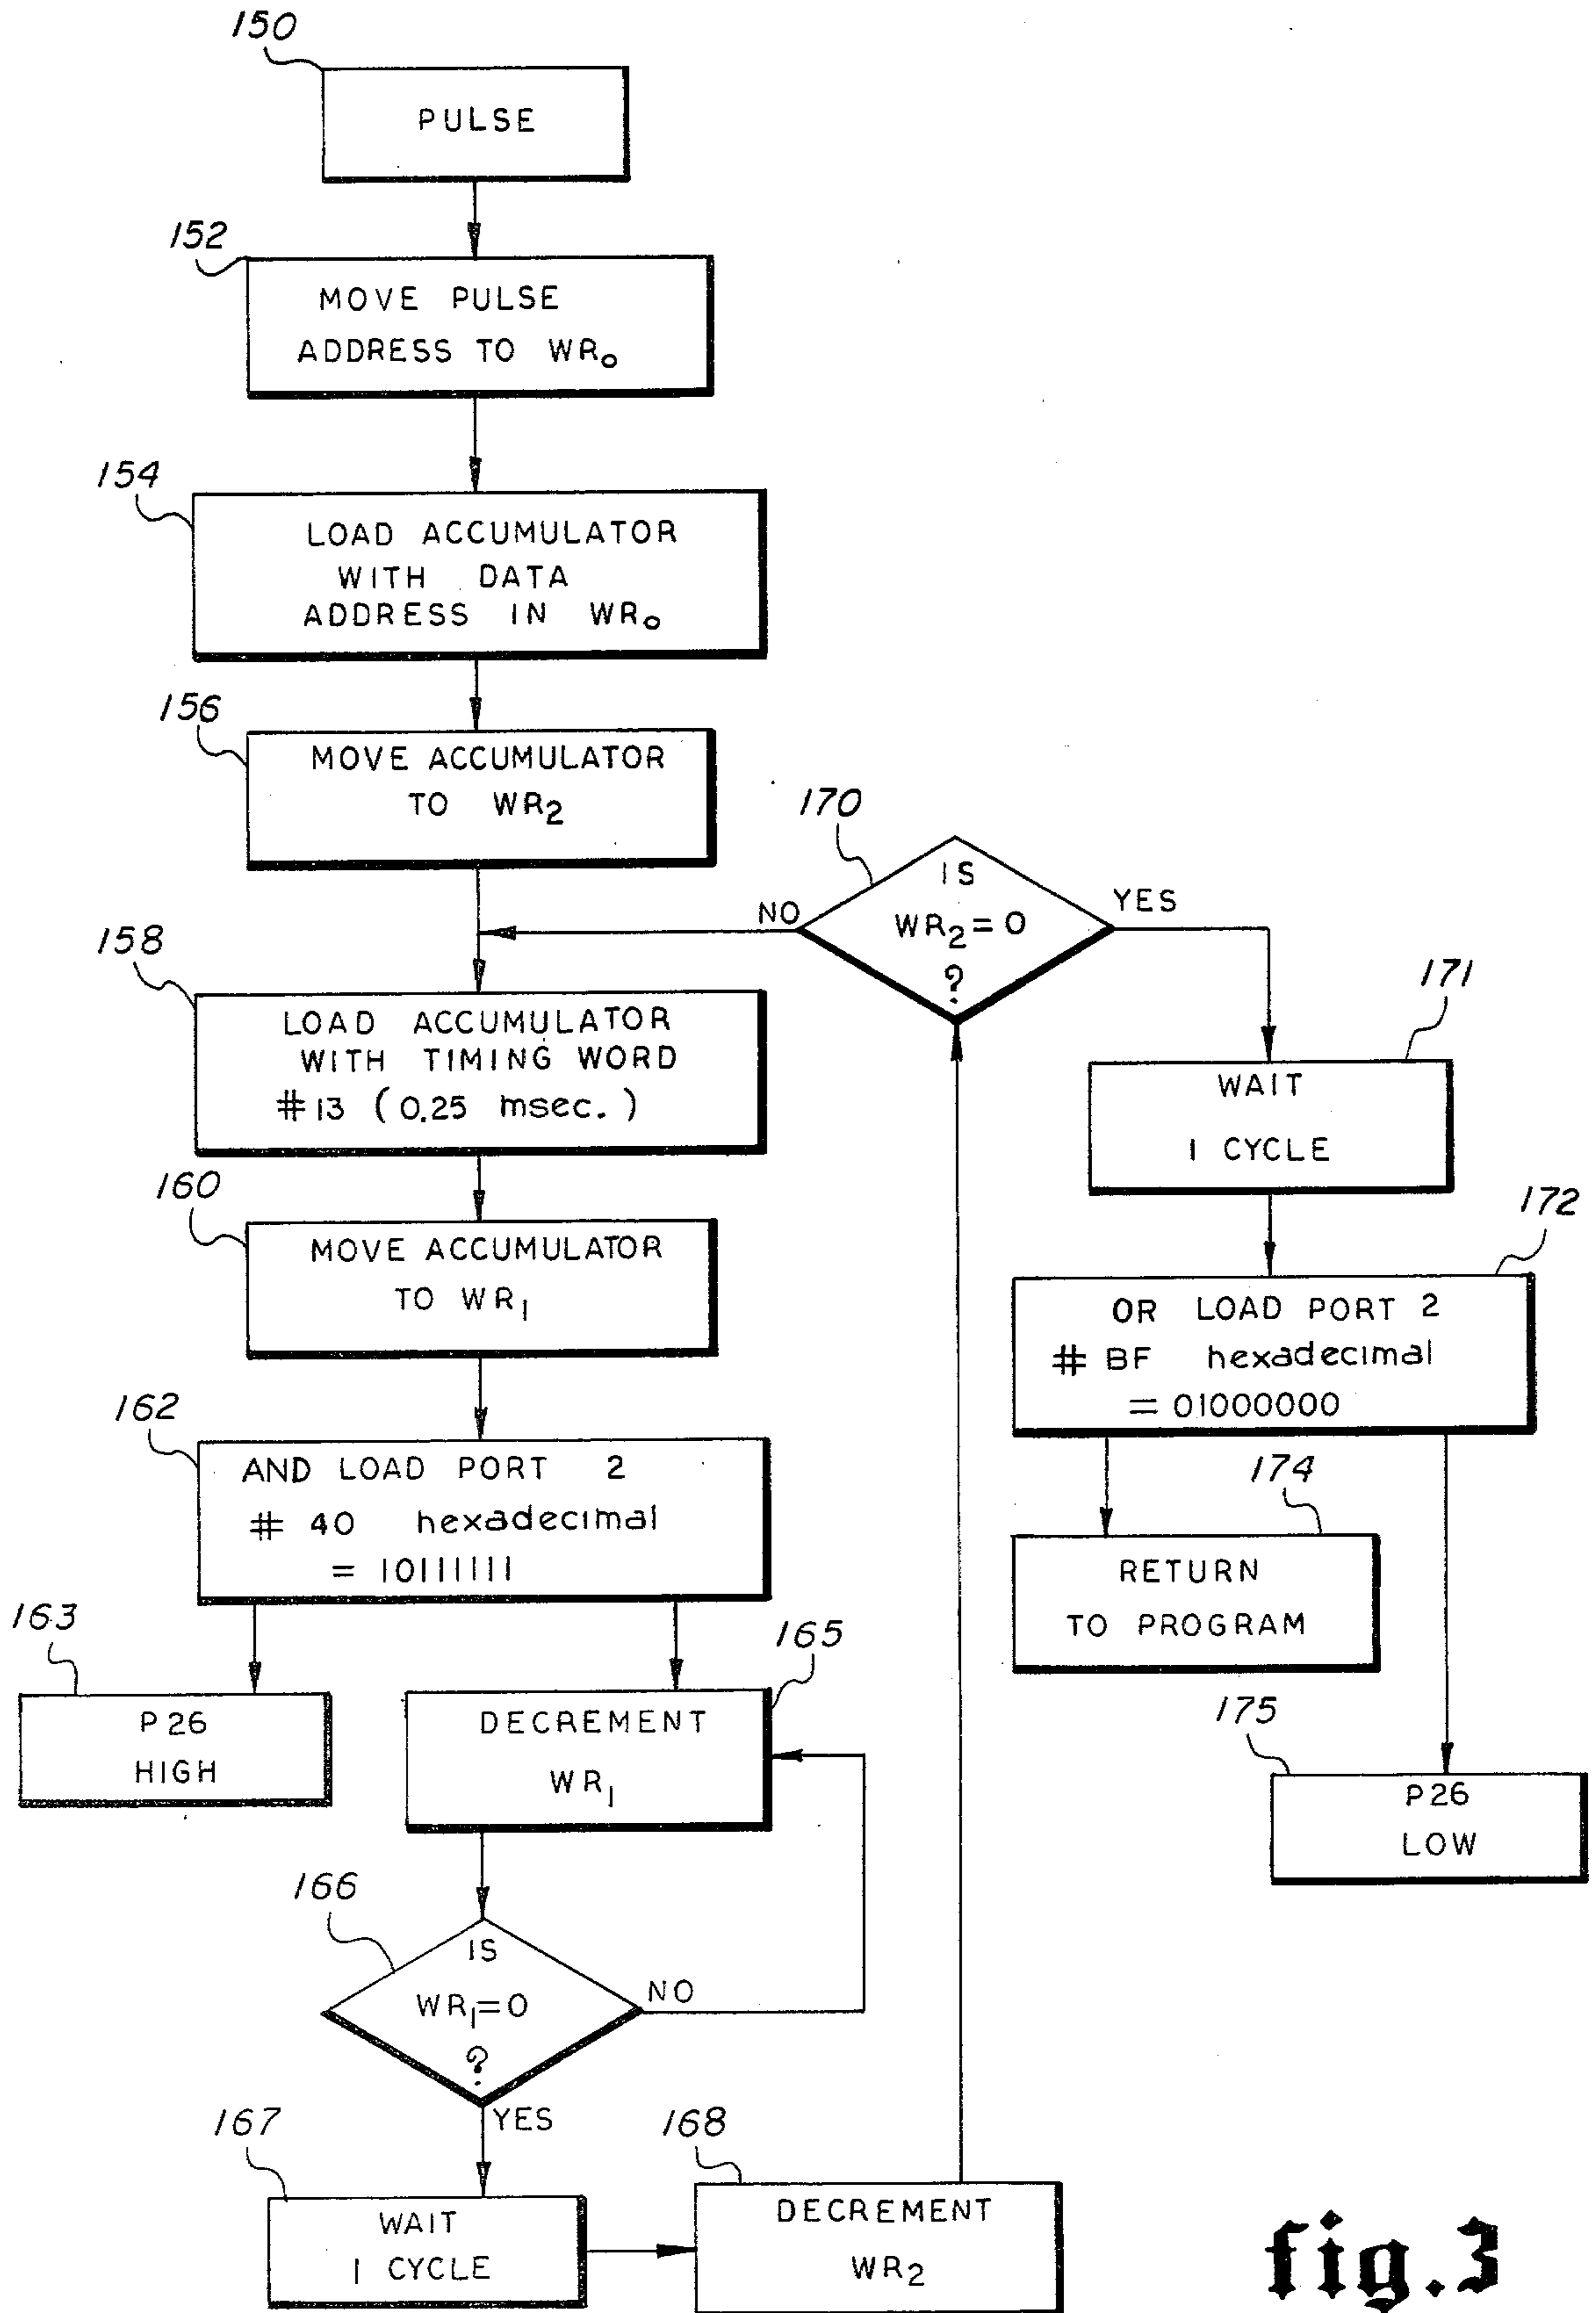 150
PULSE
152
MOVE PULSE
ADDRESS TO WR₀
154
LOAD ACCUMULATOR
WITH DATA
ADDRESS IN WR₀
156
MOVE ACCUMULATOR
TO WR₂
170
IS
WR₂=0
?
NO
YES
158
LOAD ACCUMULATOR
WITH TIMING WORD
#13 (0.25 msec.)
171
WAIT
1 CYCLE
160
MOVE ACCUMULATOR
TO WR₁
172
OR LOAD PORT 2
# BF hexadecimal
= 01000000
162
AND LOAD PORT 2
# 40 hexadecimal
= 10111111
174
RETURN
TO PROGRAM
163
P26
HIGH
165
DECREMENT
WR₁
175
P26
LOW
166
IS
WR₁=0
?
NO
YES
167
WAIT
1 CYCLE
168
DECREMENT
WR₂
fig.3